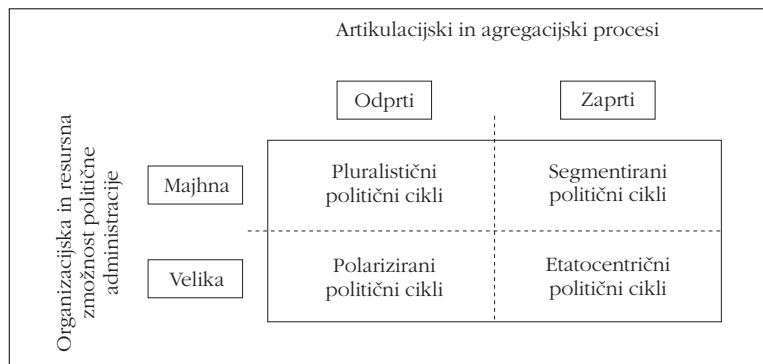 Artikulacijski in agregacijski procesi
Odprti
Zaprti
Organizacijska in resursna
zmožnost politične
administracije
Majhna
Pluralistični
politični cikli
Segmentirani
politični cikli
Velika
Polarizirani
politični cikli
Etatocentrični
politični cikli